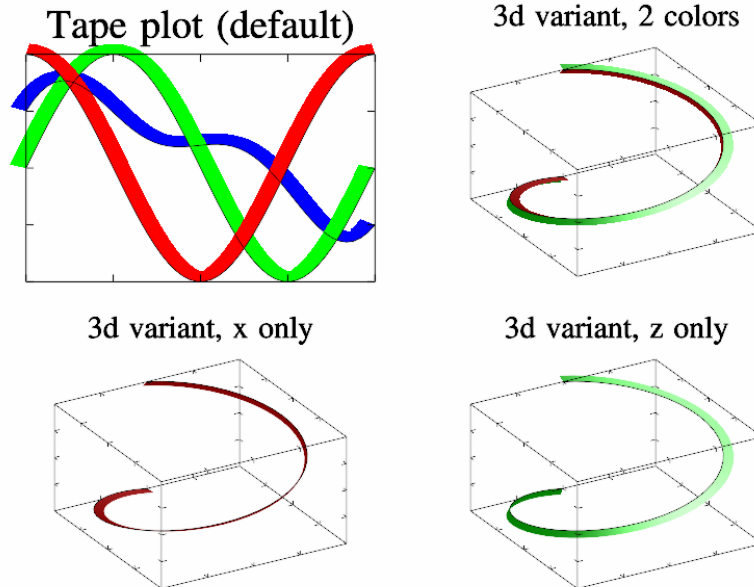 Tape plot (default)
3d variant, 2 colors
3d variant, x only
3d variant, z only